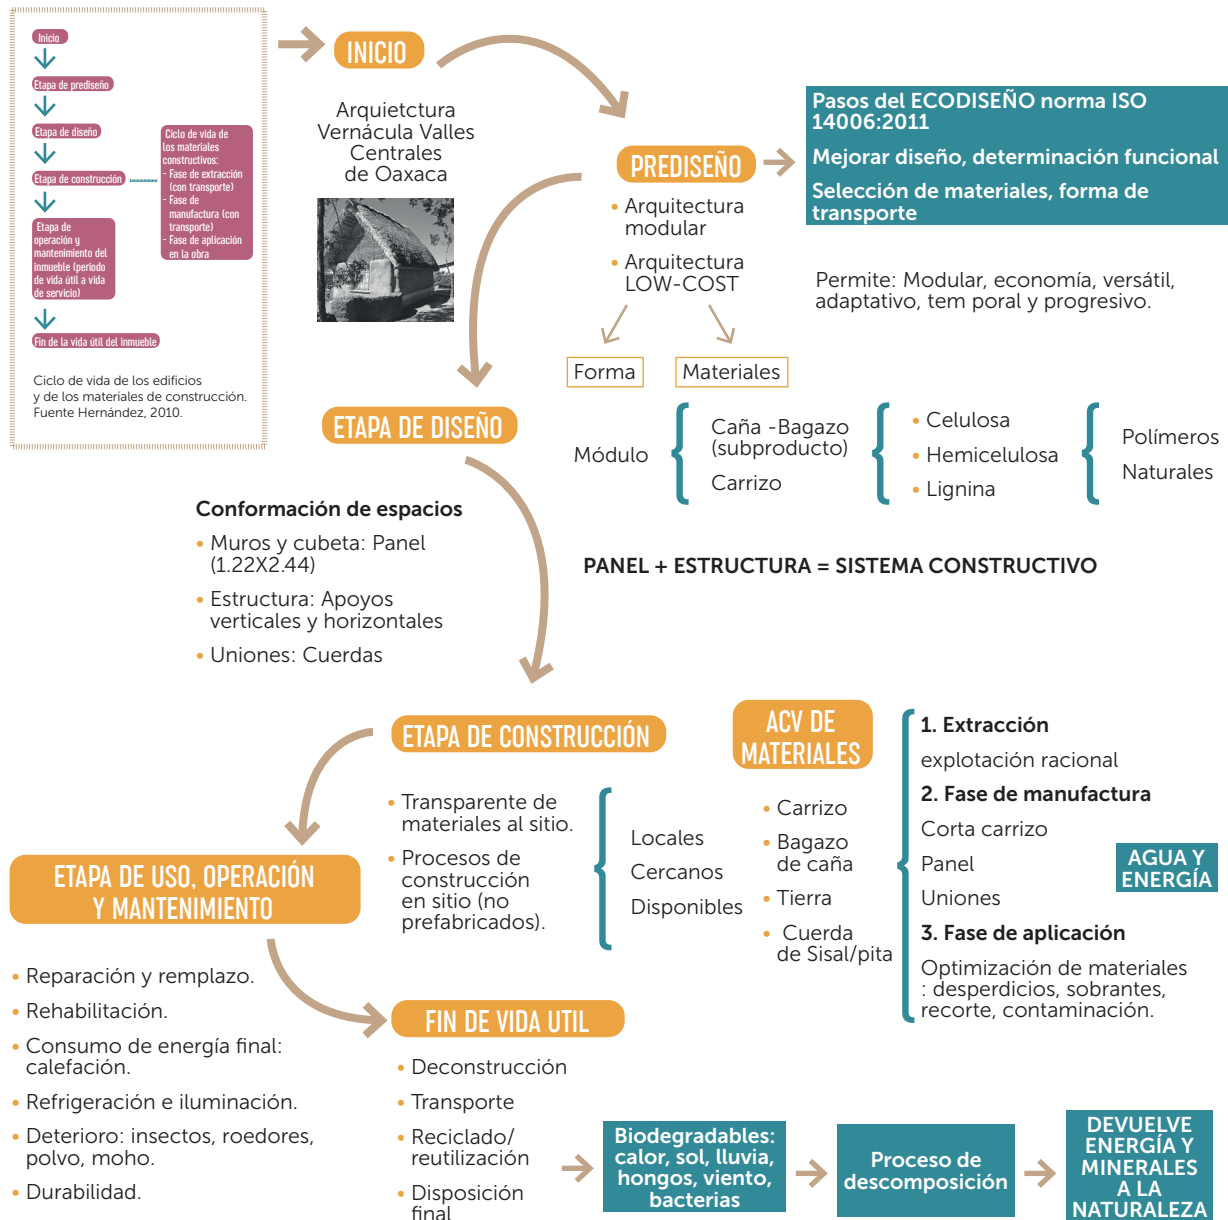 Inicio
Etapa de prediseño
Etapa de diseño
Etapa de construcción
Etapa de
operación y
mantenimiento del
inmueble (periodo
de vida útil a vida
de servicio)
Fin de la vida útil del inmueble
Ciclo de vida de
los materiales
constructivos:
- Fase de extracción
(con transporte)
- Fase de
manufactura (con
transporte)
- Fase de aplicación
en la obra
Ciclo de vida de los edificios
y de los materiales de construcción.
Fuente Hernández, 2010.
INICIO
Arquietctura
Vernácula Valles
Centrales
de Oaxaca
PREDISEÑO
• Arquitectura
modular
• Arquitectura
LOW-COST
Pasos del ECODISEÑO norma ISO
14006:2011
Mejorar diseño, determinación funcional
Selección de materiales, forma de
transporte
Permite: Modular, economía, versátil,
adaptativo, tem poral y progresivo.
Forma
Materiales
Módulo
Caña -Bagazo
(subproducto)
Carrizo
• Celulosa
• Hemicelulosa
• Lignina
Polímeros
Naturales
PANEL + ESTRUCTURA = SISTEMA CONSTRUCTIVO
ETAPA DE DISEÑO
Conformación de espacios
• Muros y cubeta: Panel
(1.22X2.44)
• Estructura: Apoyos
verticales y horizontales
• Uniones: Cuerdas
ETAPA DE CONSTRUCCIÓN
• Transparente de
materiales al sitio.
• Procesos de
construcción
en sitio (no
prefabricados).
Locales
Cercanos
Disponibles
ACV DE
MATERIALES
• Carrizo
• Bagazo
de caña
• Tierra
• Cuerda
de Sisal/pita
1. Extracción
explotación racional
2. Fase de manufactura
Corta carrizo
Panel
Uniones
3. Fase de aplicación
Optimización de materiales
: desperdicios, sobrantes,
recorte, contaminación.
AGUA Y
ENERGÍA
ETAPA DE USO, OPERACIÓN
Y MANTENIMIENTO
• Reparación y remplazo.
• Rehabilitación.
• Consumo de energía final:
calefación.
• Refrigeración e iluminación.
• Deterioro: insectos, roedores,
polvo, moho.
• Durabilidad.
FIN DE VIDA UTIL
• Deconstrucción
• Transporte
• Reciclado/
reutilización
• Disposición
final
Biodegradables:
calor, sol, lluvia,
hongos, viento,
bacterias
Proceso de
descomposición
DEVUELVE
ENERGÍA Y
MINERALES
A LA
NATURALEZA